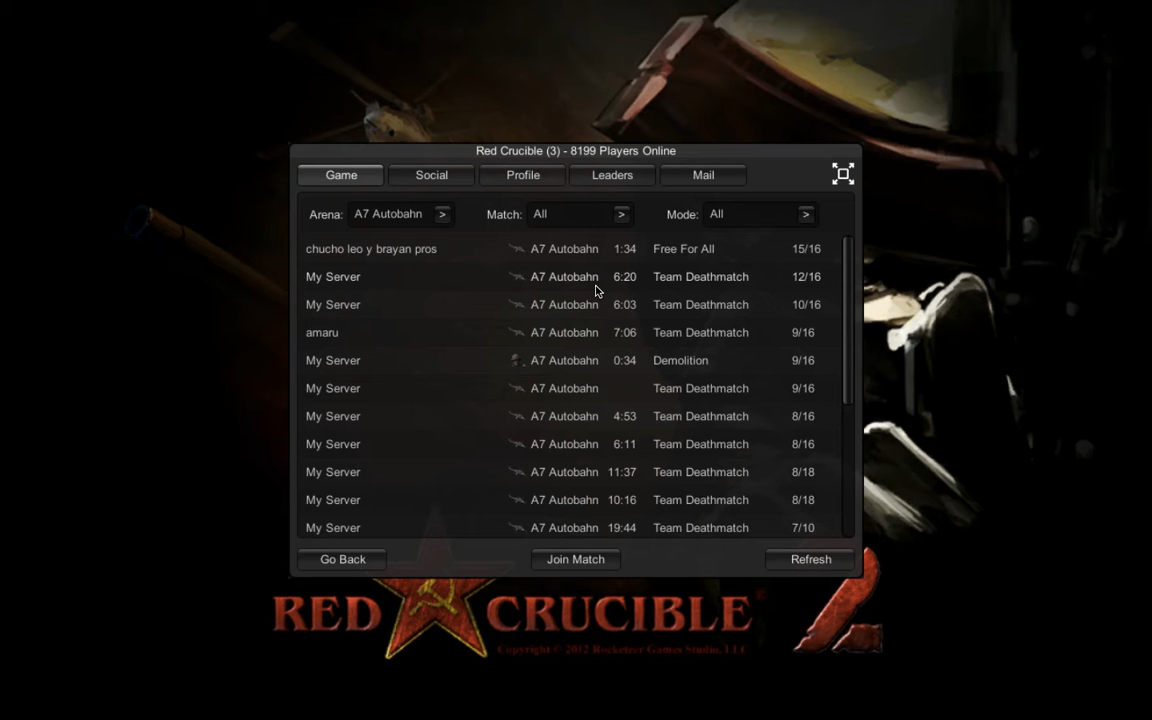 Red Crucible (3) - 8199 Players Online
Game Social Profile Leaders Mail
Arena: A7 Autobahn > Match: All > Mode: All >
chucho leo y brayan pros A7 Autobahn 1:34 Free For All 15/16
My Server A7 Autobahn 6:20 Team Deathmatch 12/16
My Server A7 Autobahn 6:03 Team Deathmatch 10/16
amaru A7 Autobahn 7:06 Team Deathmatch 9/16
My Server A7 Autobahn 0:34 Demolition 9/16
My Server A7 Autobahn Team Deathmatch 9/16
My Server A7 Autobahn 4:53 Team Deathmatch 8/16
My Server A7 Autobahn 6:11 Team Deathmatch 8/16
My Server A7 Autobahn 11:37 Team Deathmatch 8/18
My Server A7 Autobahn 10:16 Team Deathmatch 8/18
My Server A7 Autobahn 19:44 Team Deathmatch 7/10
Go Back Join Match Refresh
RED CRUCIBLE® 2
Copyright © 2012 Rocketeer Games Studio, LLC